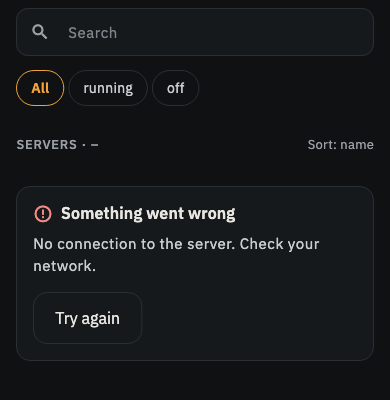 Search
All running off
SERVERS · – Sort: name
Something went wrong
No connection to the server. Check your
network.
Try again